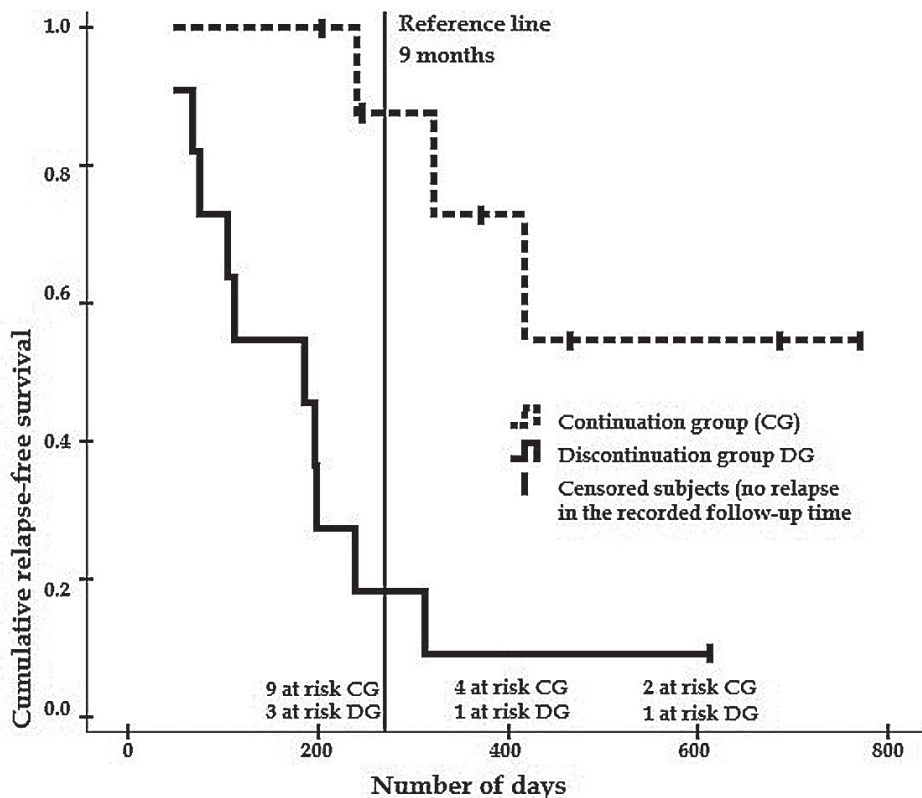 Reference line
9 months
1.0
0.8
0.6
0.4
0.2
0.0
Cumulative relapse-free survival
Continuation group (CG)
Discontinuation group DG
Censored subjects (no relapse
in the recorded follow-up time
9 at risk CG
3 at risk DG
4 at risk CG
1 at risk DG
2 at risk CG
1 at risk DG
0
200
400
600
800
Number of days